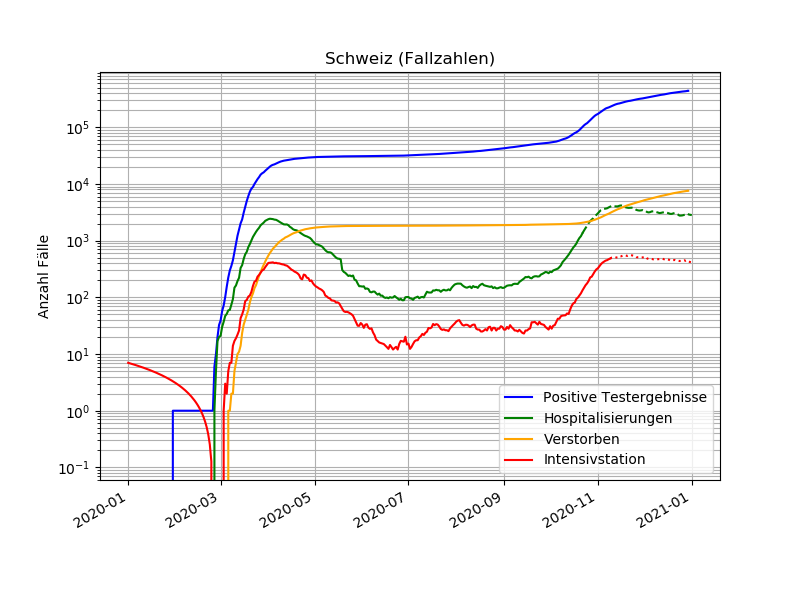 Schweiz (Fallzahlen)
Anzahl Fälle
10⁵
10⁴
10³
10²
10¹
10⁰
10⁻¹
Positive Testergebnisse
Hospitalisierungen
Verstorben
Intensivstation
2020-01 2020-03 2020-05 2020-07 2020-09 2020-11 2021-01